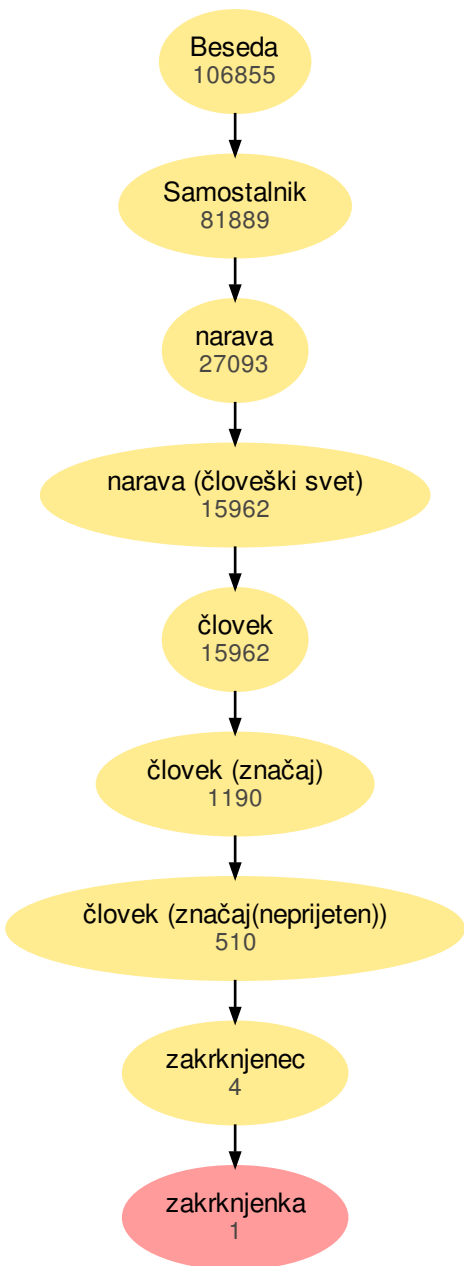 Beseda
106855
Samostalnik
81889
narava
27093
narava (človeški svet)
15962
človek
15962
človek (značaj)
1190
človek (značaj(neprijeten))
510
zakrknjenec
4
zakrknjenka
1